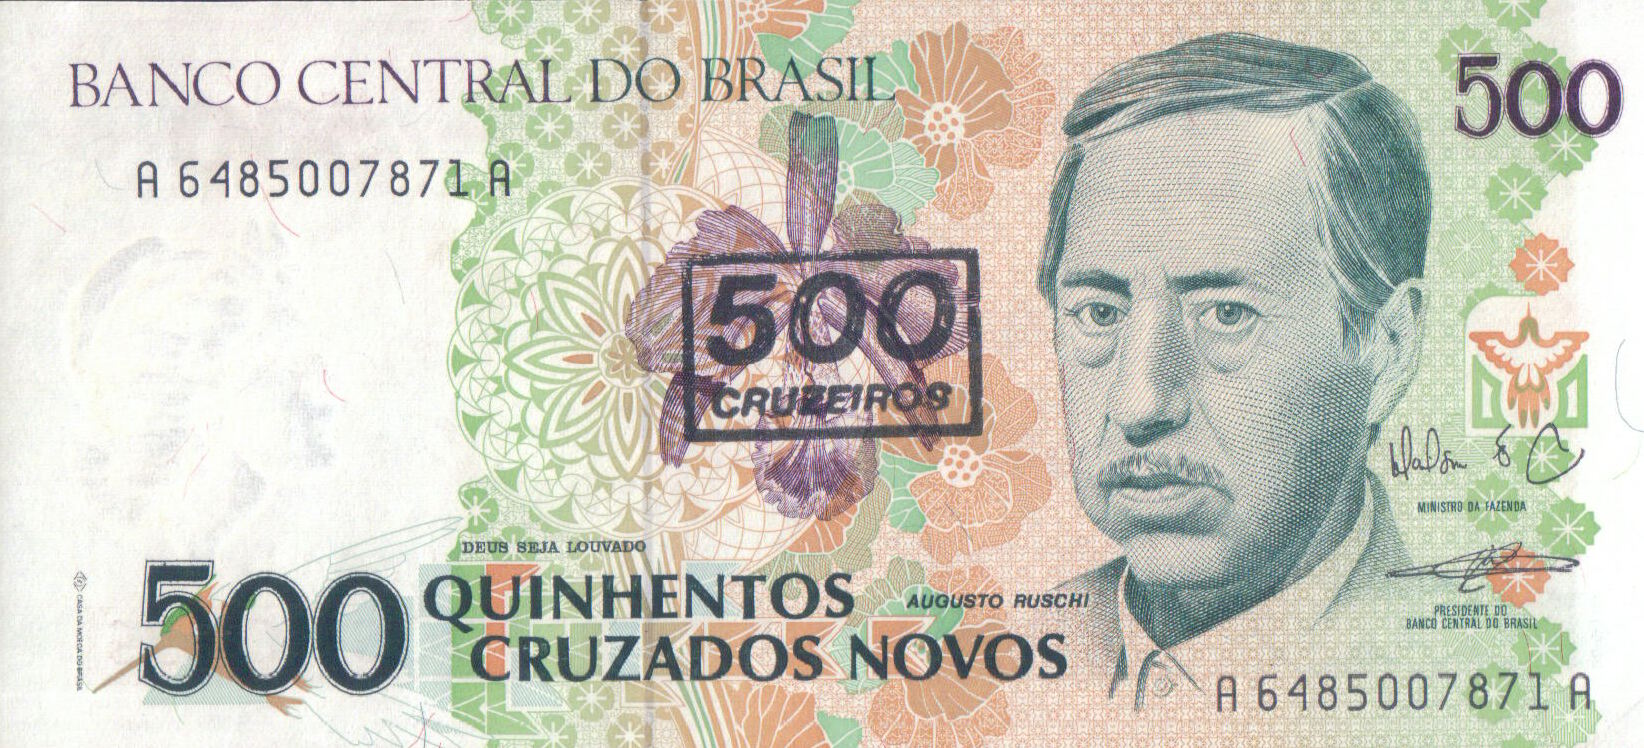 BANCO CENTRAL DO BRASIL
500
A 6485007871 A
500
CRUZEIROS
MINISTRO DA FAZENDA
DEUS SEJA LOUVADO
500
QUINHENTOS
CRUZADOS NOVOS
AUGUSTO RUSCHI
PRESIDENTE DO
BANCO CENTRAL DO BRASIL
CASA DA MOEDA DO BRASIL
A 6485007871 A